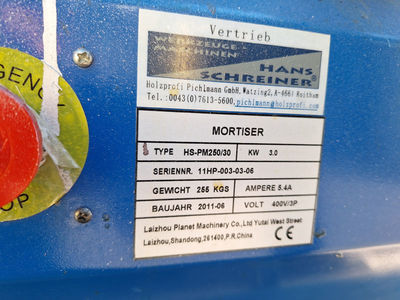 Vertrieb
WERKZEUGE
MASCHINEN
HANS
SCHREINER®
Holzprofi Pichlmann GmbH, Watzing2, A-4661 Roitham
Tel.:0043(0)7613-5600, pichlmann@holzprofi.com
MORTISER
TYPE HS-PM250/30 KW 3.0
SERIENNR. 11HP-003-03-06
GEWICHT 255 KGS AMPERE 5.4A
BAUJAHR 2011-06 VOLT 400V/3P
Laizhou Planet Machinery Co.,Ltd Yutai West Street
Laizhou,Shandong,261400,P.R.China
GENCY
OP